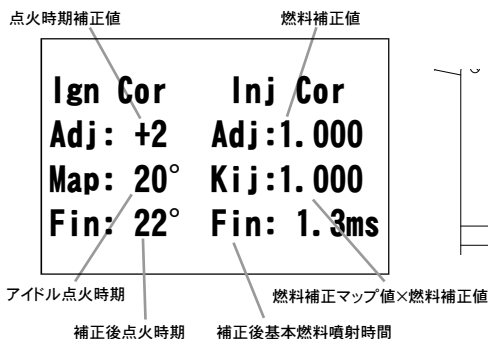 点火時期補正値 燃料補正値
Ign Cor Inj Cor
Adj: +2 Adj:1.000
Map: 20° Kij:1.000
Fin: 22° Fin: 1.3ms
アイドル点火時期 燃料補正マップ値×燃料補正値
補正後点火時期 補正後基本燃料噴射時間